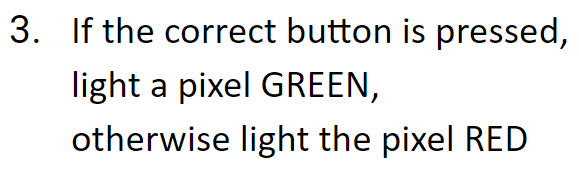 3. If the correct button is pressed,
light a pixel GREEN,
otherwise light the pixel RED